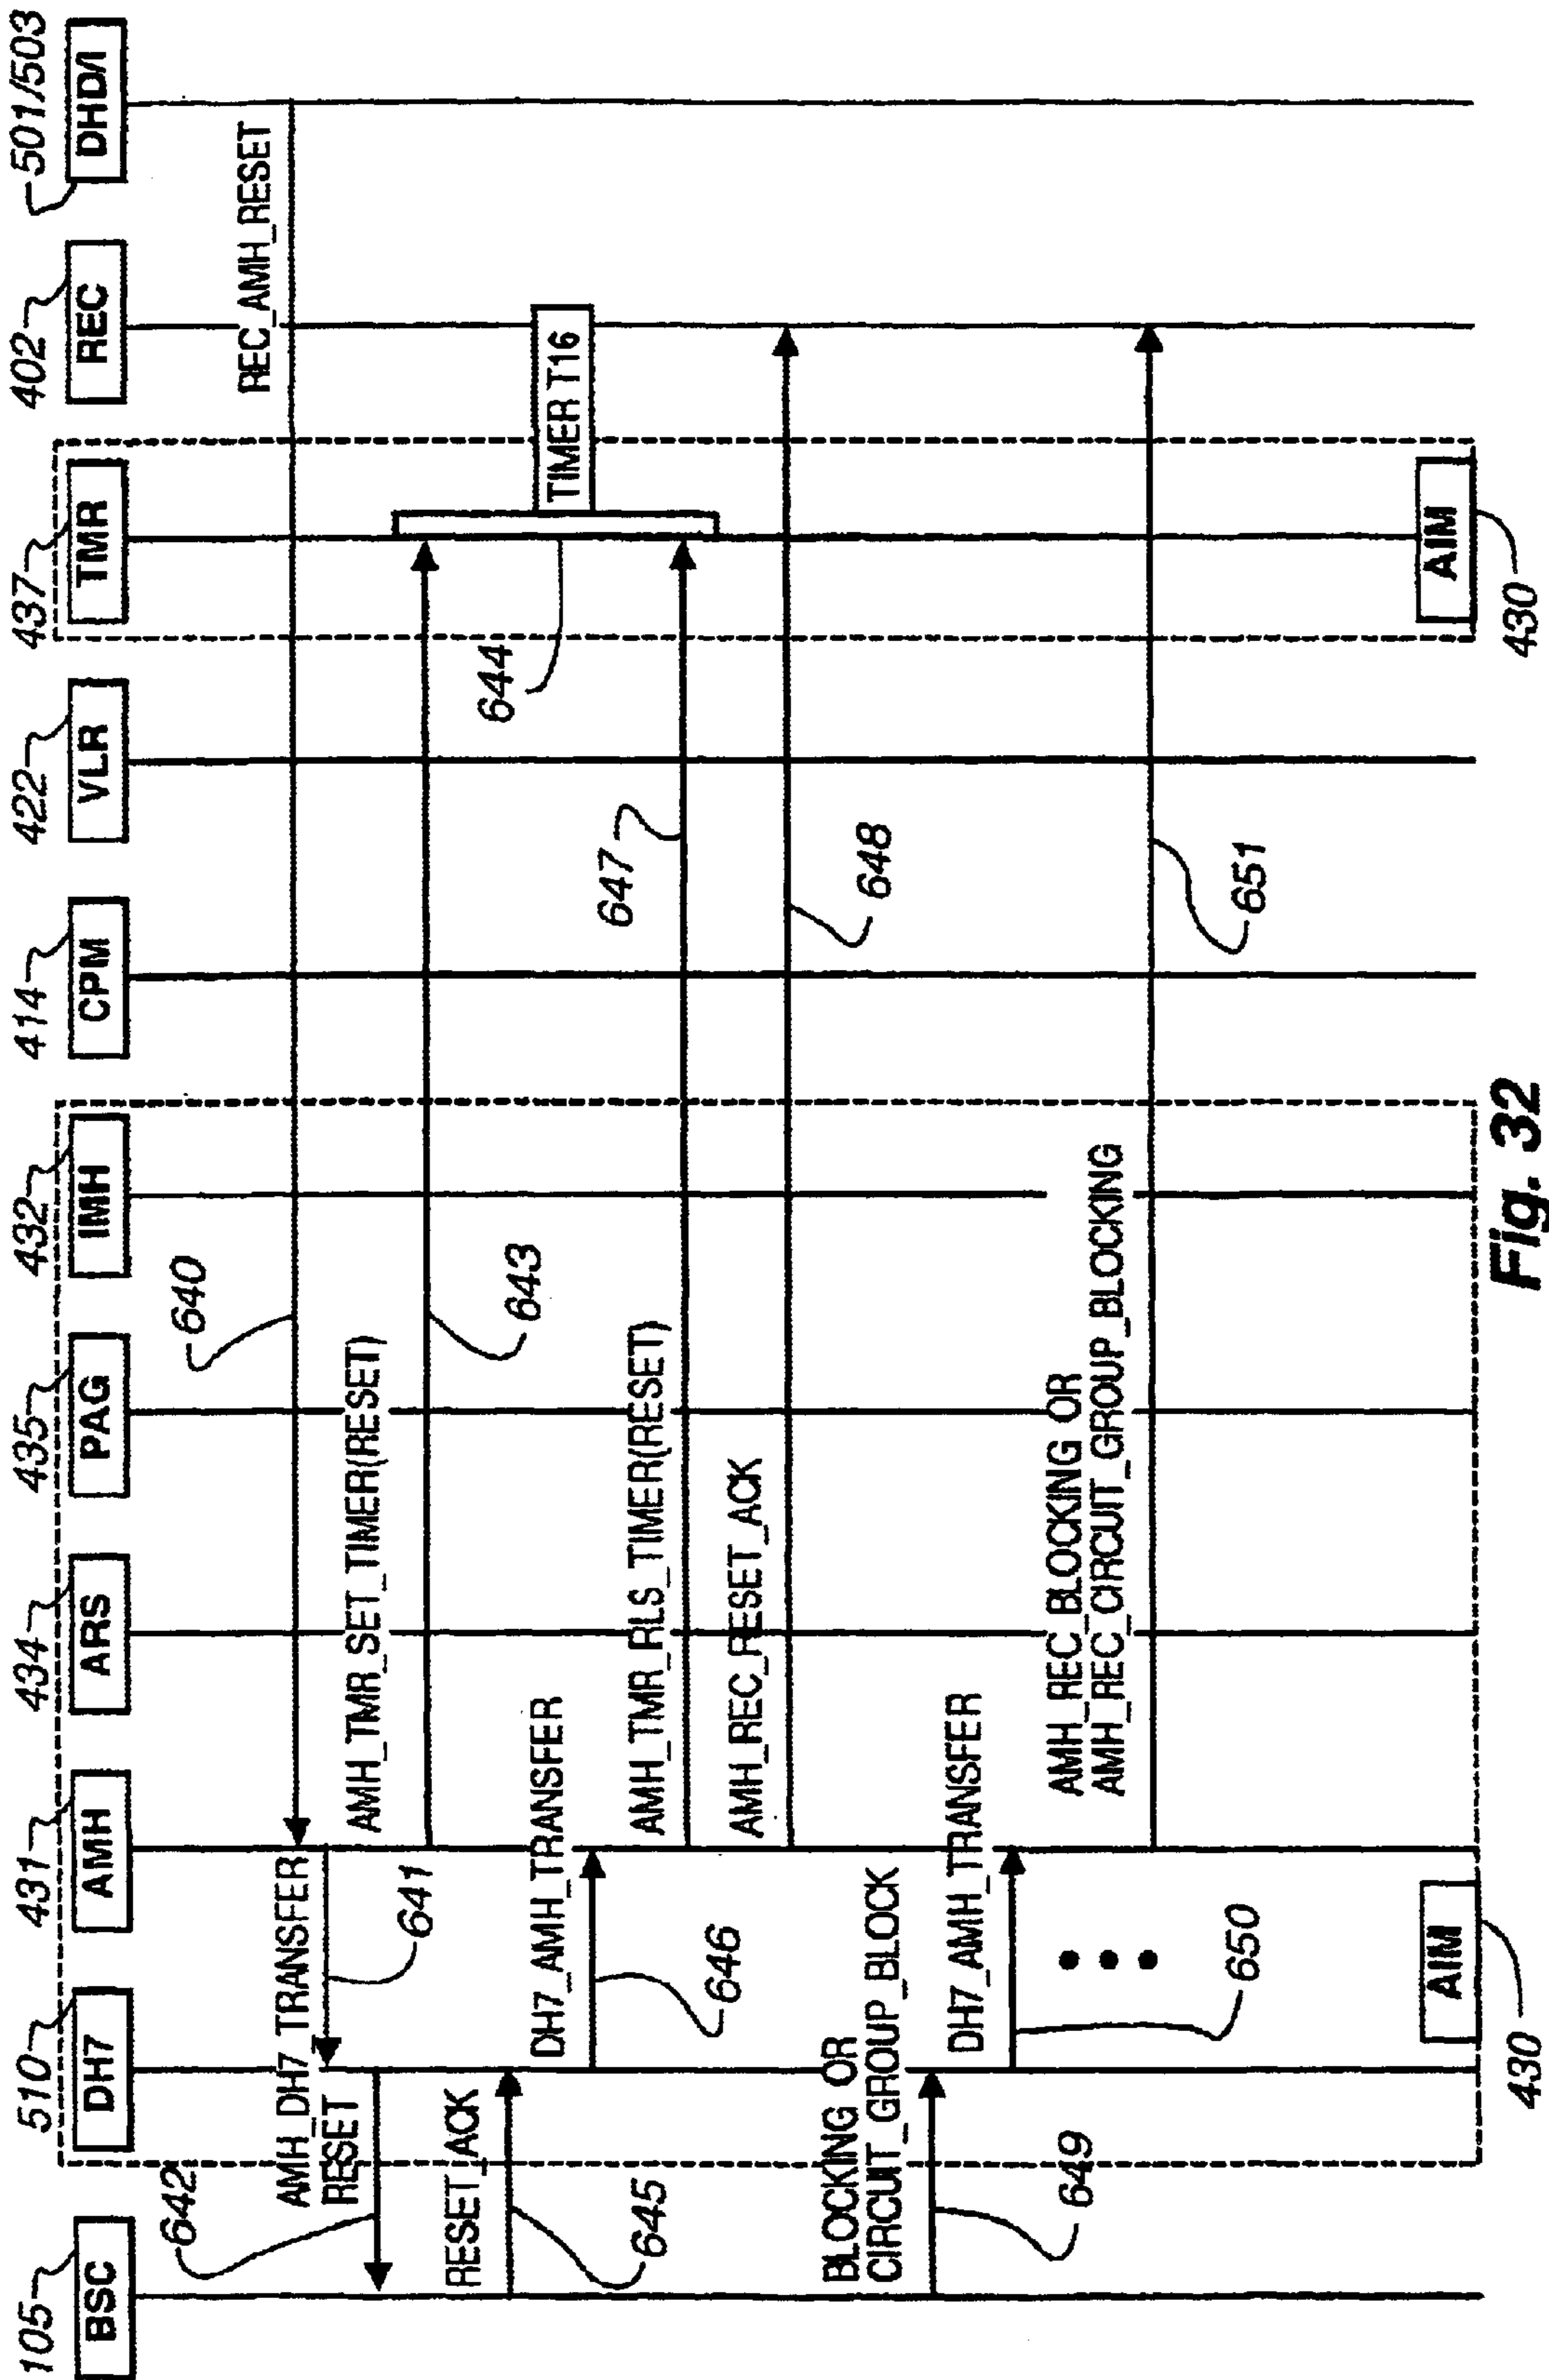 105
BSC
510
DH7
431
AMH
434
ARS
435
PAG
432
IMH
414
CPM
422
VLR
437
TMR
402
REC
501/503
DHD/I
REC_AMH_RESET
640
AMH_DH7_TRANSFER
641
RESET
642
AMH_TMR_SET_TIMER(RESET)
643
TIMER T16
644
RESET_ACK
645
DH7_AMH_TRANSFER
646
AMH_TMR_RLS_TIMER(RESET)
647
AMH_REC_RESET_ACK
648
BLOCKING OR
CIRCUIT_GROUP_BLOCK
649
DH7_AMH_TRANSFER
650
AMH_REC_BLOCKING OR
AMH_REC_CIRCUIT_GROUP_BLOCKING
651
AIM
430
AIM
430
Fig. 32